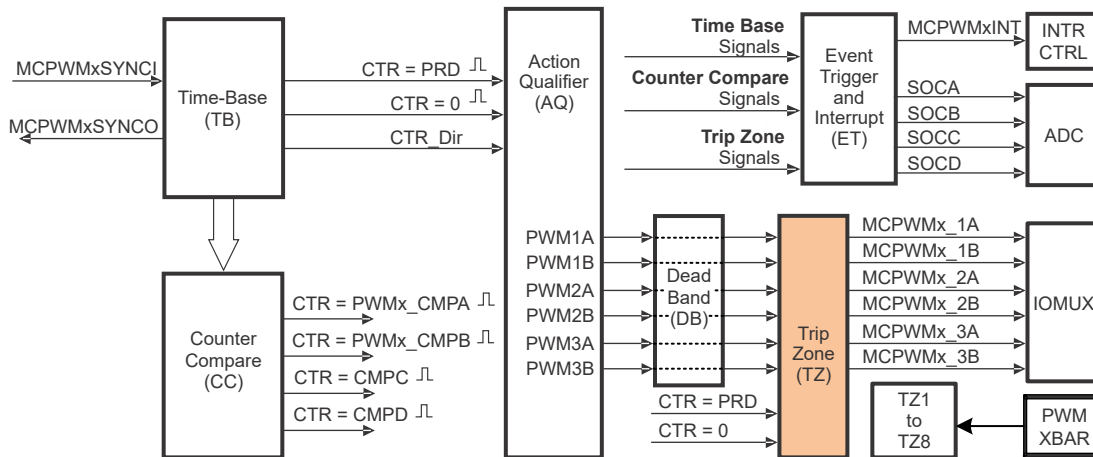 MCPWMxSYNCI
MCPWMxSYNCO
Time-Base
(TB)
CTR = PRD
CTR = 0
CTR_Dir
Action
Qualifier
(AQ)
Time Base
Signals
Counter Compare
Signals
Trip Zone
Signals
Event
Trigger
and
Interrupt
(ET)
MCPWMxINT
INTR
CTRL
SOCA
SOCB
SOCC
SOCD
ADC
Counter
Compare
(CC)
CTR = PWMx_CMPA
CTR = PWMx_CMPB
CTR = CMPC
CTR = CMPD
PWM1A
PWM1B
PWM2A
PWM2B
PWM3A
PWM3B
Dead
Band
(DB)
CTR = PRD
CTR = 0
Trip
Zone
(TZ)
MCPWMx_1A
MCPWMx_1B
MCPWMx_2A
MCPWMx_2B
MCPWMx_3A
MCPWMx_3B
IOMUX
TZ1
to
TZ8
PWM
XBAR